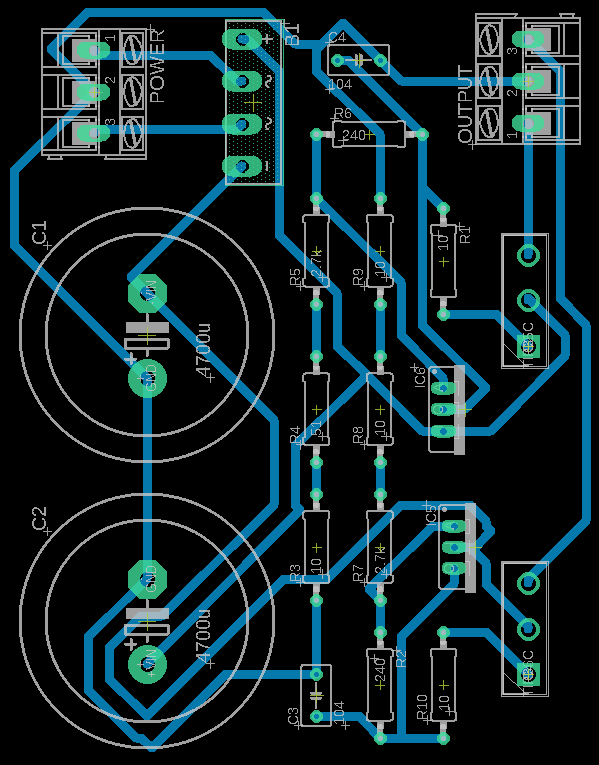 POWER
1
2
3
B1
+
~
~
-
C4
104
OUTPUT
3
2
1
R6
240
C1
VIN
GND
4700u
R5
2.7k
R9
10
R1
10
IC6
R4
51
R8
10
C2
GND
+VIN
4700u
R3
10
R7
2.7k
IC5
C3
104
R2
240
R10
10